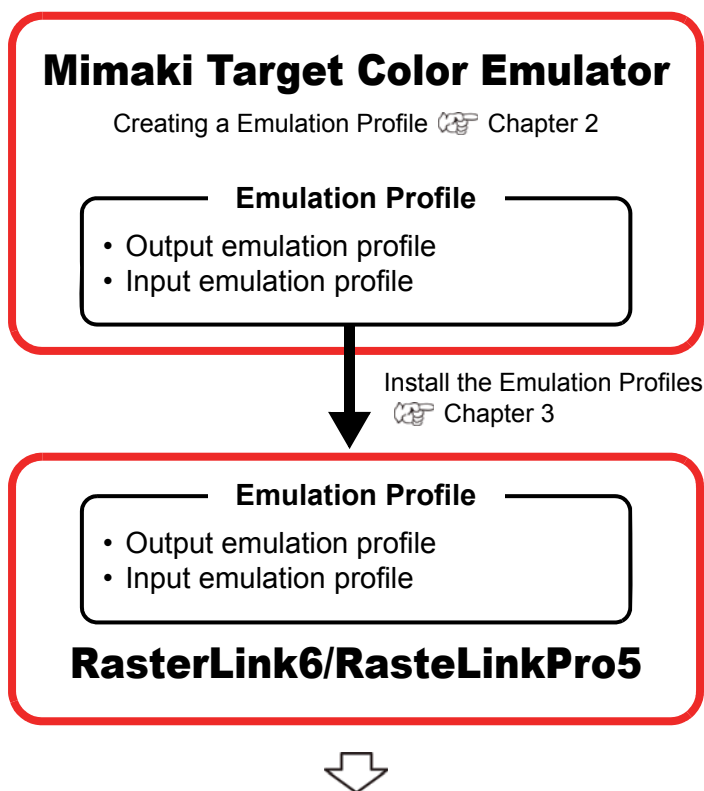 Mimaki Target Color Emulator
Creating a Emulation Profile Chapter 2
Emulation Profile
• Output emulation profile
• Input emulation profile
Install the Emulation Profiles
Chapter 3
Emulation Profile
• Output emulation profile
• Input emulation profile
RasterLink6/RasteLinkPro5